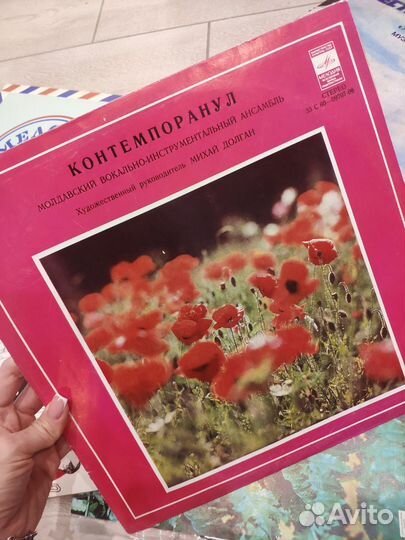 МЕЛОДИЯ
СТЕРЕО
КОНТЕМПОРАНУЛ
МОЛДАВСКИЙ ВОКАЛЬНО-ИНСТРУМЕНТАЛЬНЫЙ АНСАМБЛЬ
Художественный руководитель МИХАЙ ДОЛГАН
Avito